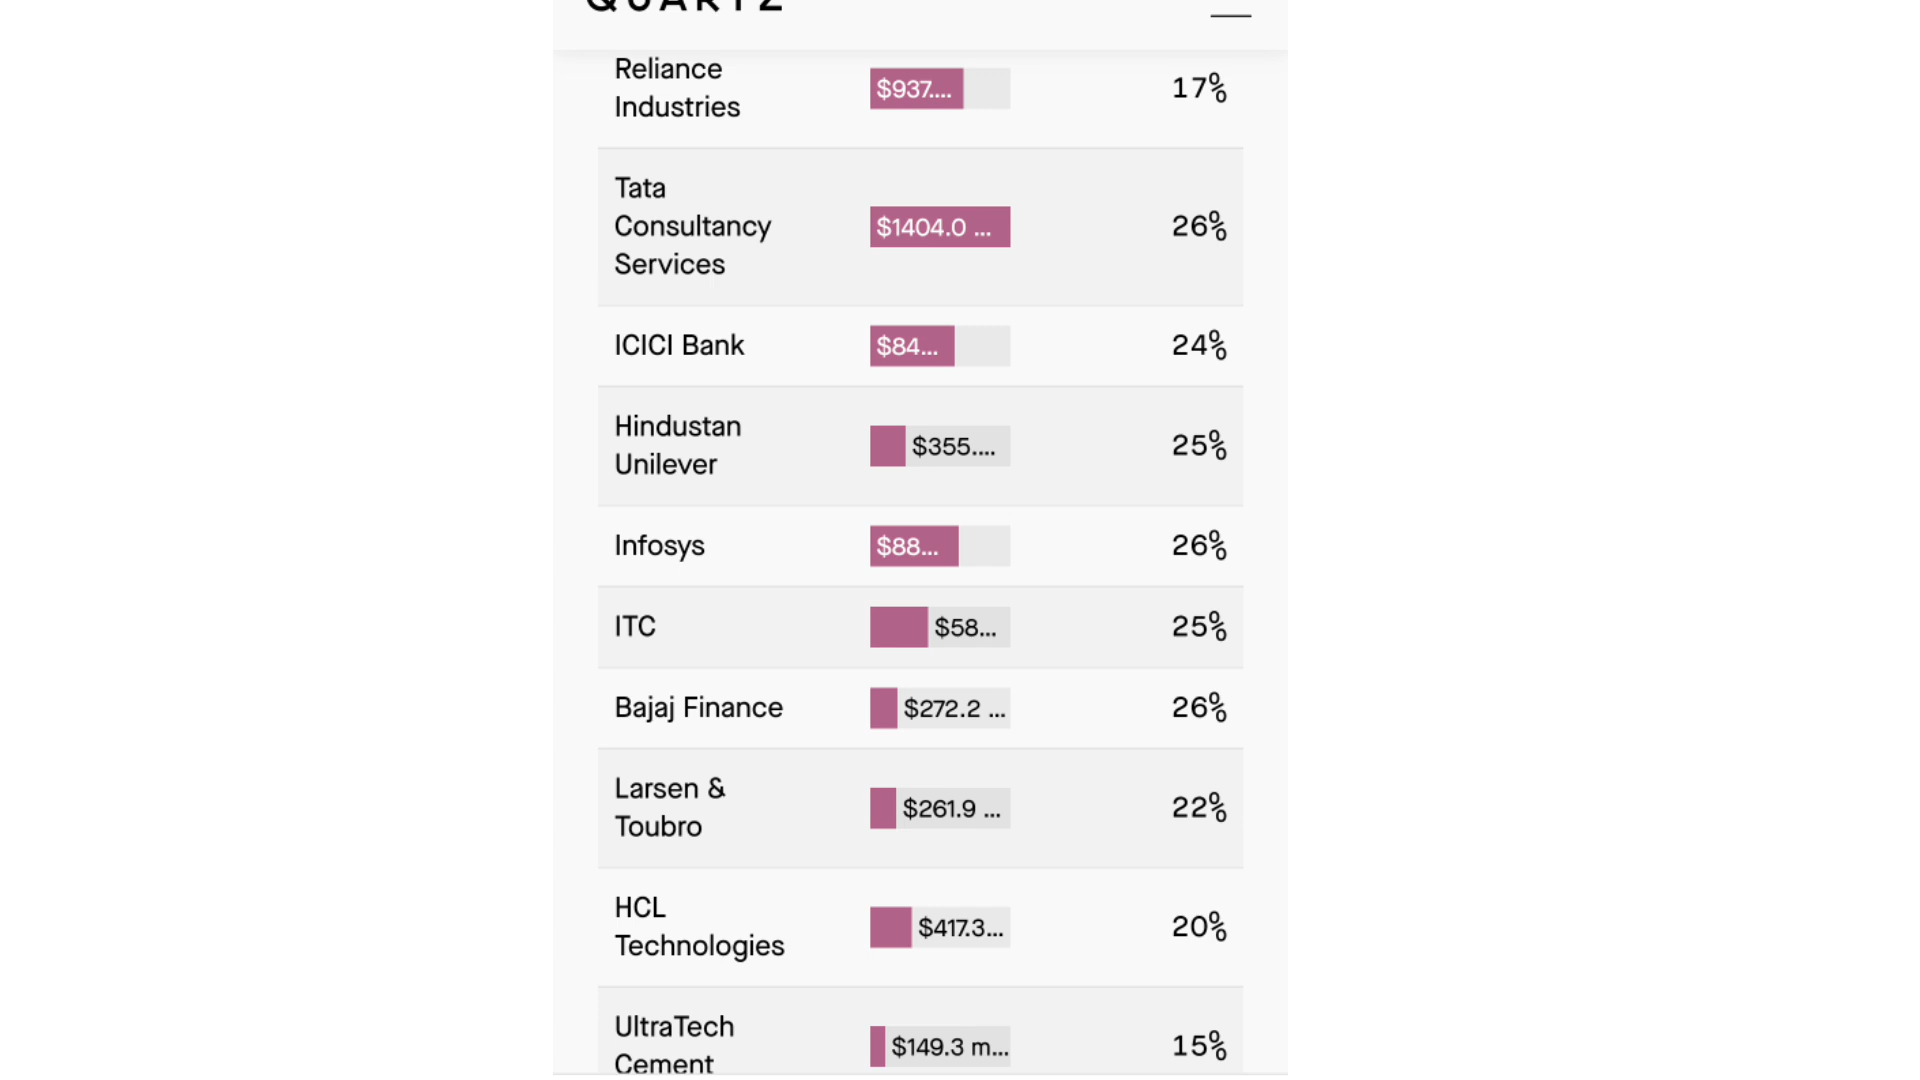 QUARTZ
Reliance
Industries
$937.... 17%
Tata
Consultancy
Services
$1404.0 ... 26%
ICICI Bank $84... 24%
Hindustan
Unilever
$355.... 25%
Infosys $88... 26%
ITC $58... 25%
Bajaj Finance $272.2 ... 26%
Larsen &
Toubro
$261.9 ... 22%
HCL
Technologies
$417.3... 20%
UltraTech
Cement
$149.3 m... 15%